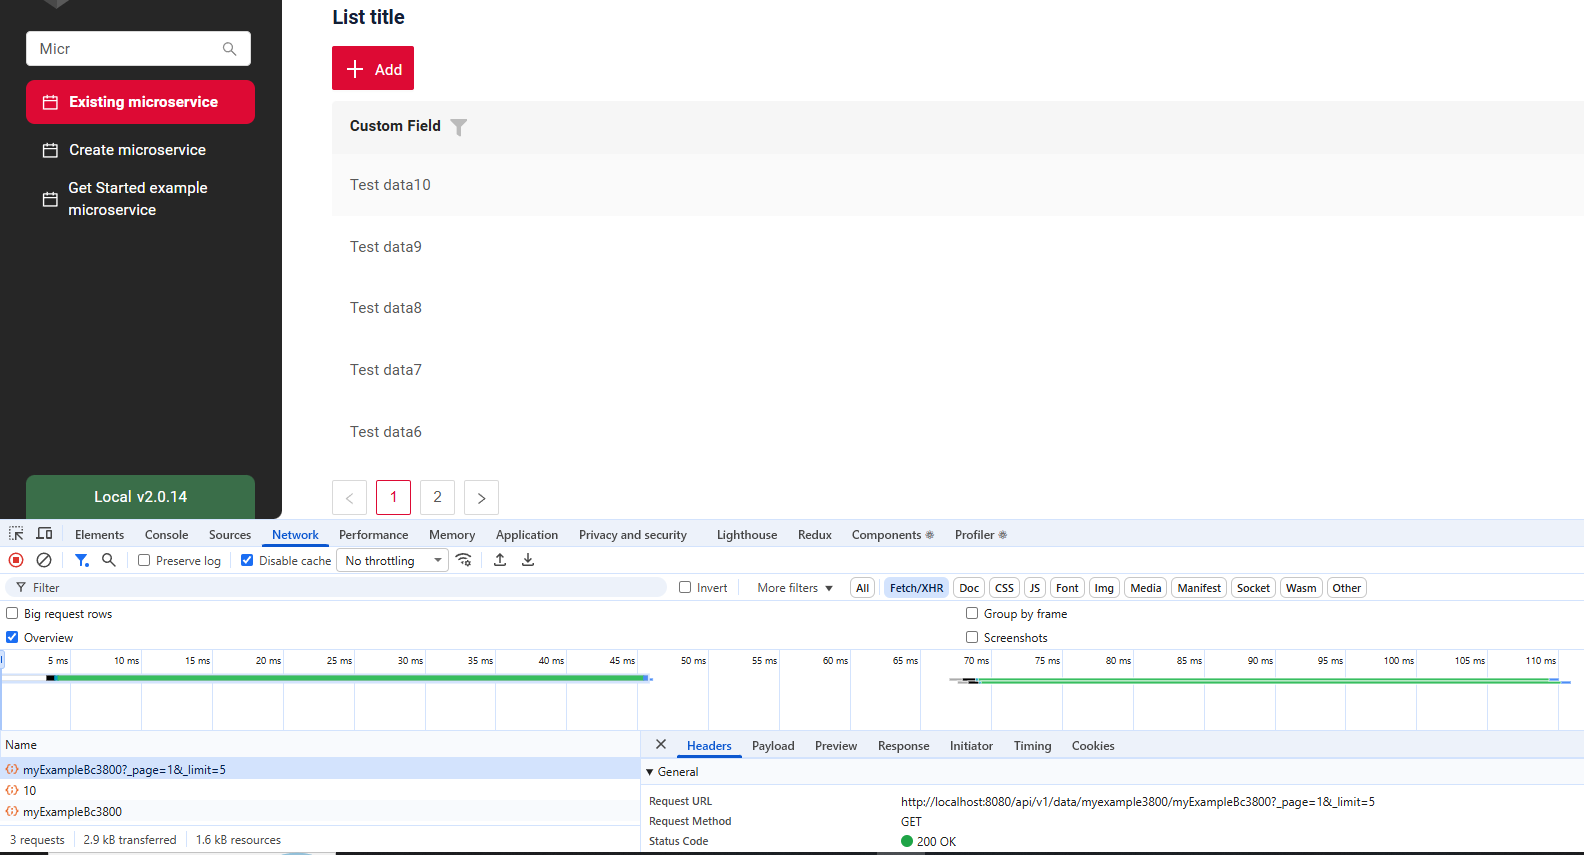 List title
Micr
Add
Existing microservice
Custom Field
Create microservice
Test data10
Get Started example
microservice
Test data9
Test data8
Test data7
Test data6
Local v2.0.14
1 2
Elements Console Sources Network Performance Memory Application Privacy and security Lighthouse Redux Components Profiler
Preserve log Disable cache No throttling
Filter Invert More filters All Fetch/XHR Doc CSS JS Font Img Media Manifest Socket Wasm Other
Big request rows Group by frame
Overview Screenshots
5 ms 10 ms 15 ms 20 ms 25 ms 30 ms 35 ms 40 ms 45 ms 50 ms 55 ms 60 ms 65 ms 70 ms 75 ms 80 ms 85 ms 90 ms 95 ms 100 ms 105 ms 110 ms
Name Headers Payload Preview Response Initiator Timing Cookies
myExampleBc3800?_page=1&_limit=5
General
10
myExampleBc3800
Request URL http://localhost:8080/api/v1/data/myexample3800/myExampleBc3800?_page=1&_limit=5
Request Method GET
Status Code 200 OK
3 requests 2.9 kB transferred 1.6 kB resources